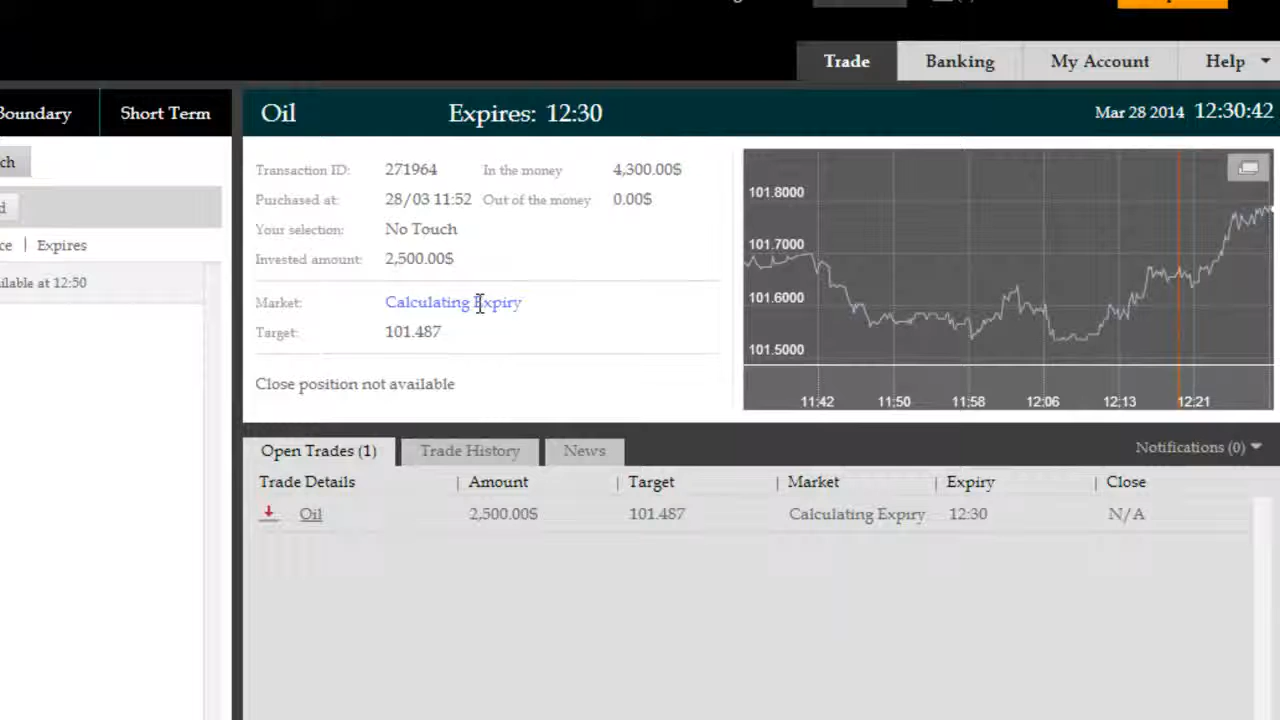 Trade
Banking
My Account
Help
Boundary
Short Term
Oil
Expires: 12:30
Mar 28 2014 12:30:42
Expires
at 12:50
Transaction ID: 271964 In the money 4,300.00$
Purchased at: 28/03 11:52 Out of the money 0.00$
Your selection: No Touch
Invested amount: 2,500.00$
Market: Calculating Expiry
Target: 101.487
Close position not available
101.8000
101.7000
101.6000
101.5000
11:42 11:50 11:58 12:06 12:13 12:21
Open Trades (1) Trade History News
Notifications (0)
Trade Details | Amount | Target | Market | Expiry | Close
Oil 2,500.00$ 101.487 Calculating Expiry 12:30 N/A